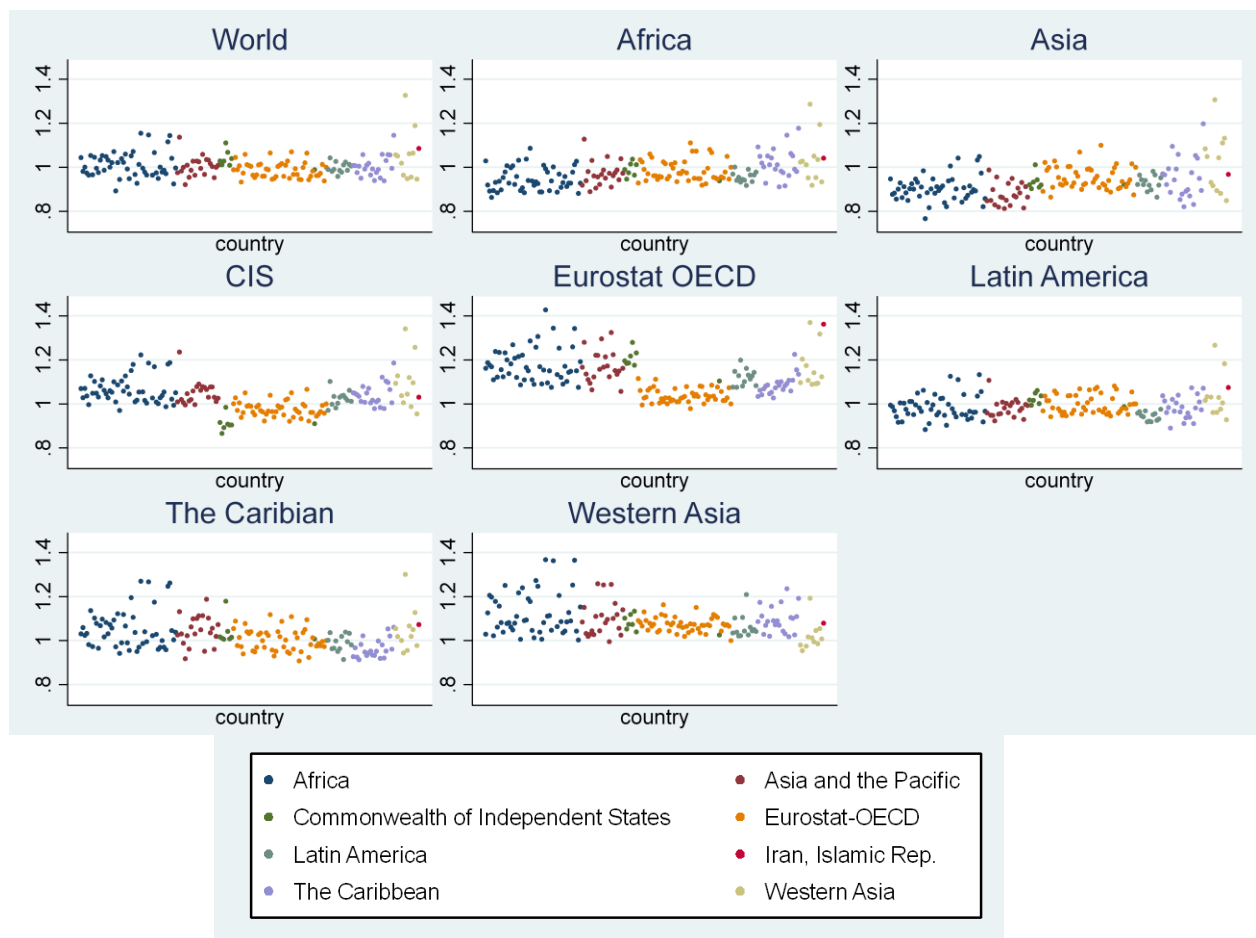 World
1.4
1.2
1
.8
country
Africa
1.4
1.2
1
.8
country
Asia
1.4
1.2
1
.8
country
CIS
1.4
1.2
1
.8
country
Eurostat OECD
1.4
1.2
1
.8
country
Latin America
1.4
1.2
1
.8
country
The Caribian
1.4
1.2
1
.8
country
Western Asia
1.4
1.2
1
.8
country
Africa
Asia and the Pacific
Commonwealth of Independent States
Eurostat-OECD
Latin America
Iran, Islamic Rep.
The Caribbean
Western Asia